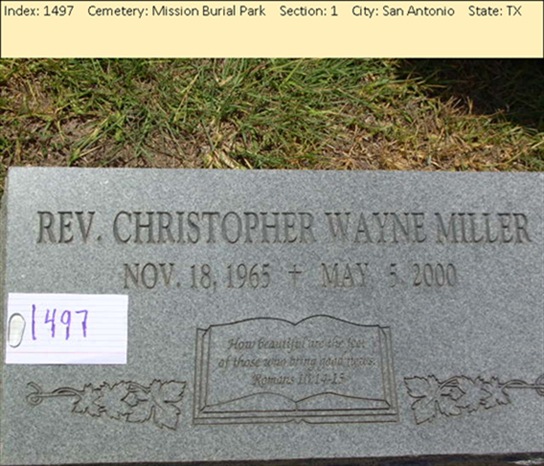 Index: 1497 Cemetery: Mission Burial Park Section: 1 City: San Antonio State: TX
REV. CHRISTOPHER WAYNE MILLER
NOV. 18, 1965 † MAY 5 2000
1497
How beautiful are the feet
of those who bring good news.
Romans 10:14-15